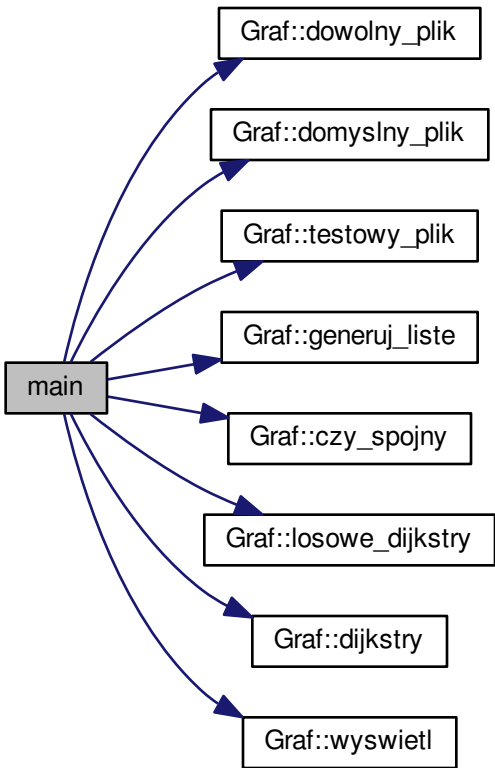 Graf::dowolny_plik
Graf::domyslny_plik
Graf::testowy_plik
Graf::generuj_liste
main
Graf::czy_spojny
Graf::losowe_dijkstry
Graf::dijkstry
Graf::wyswietl